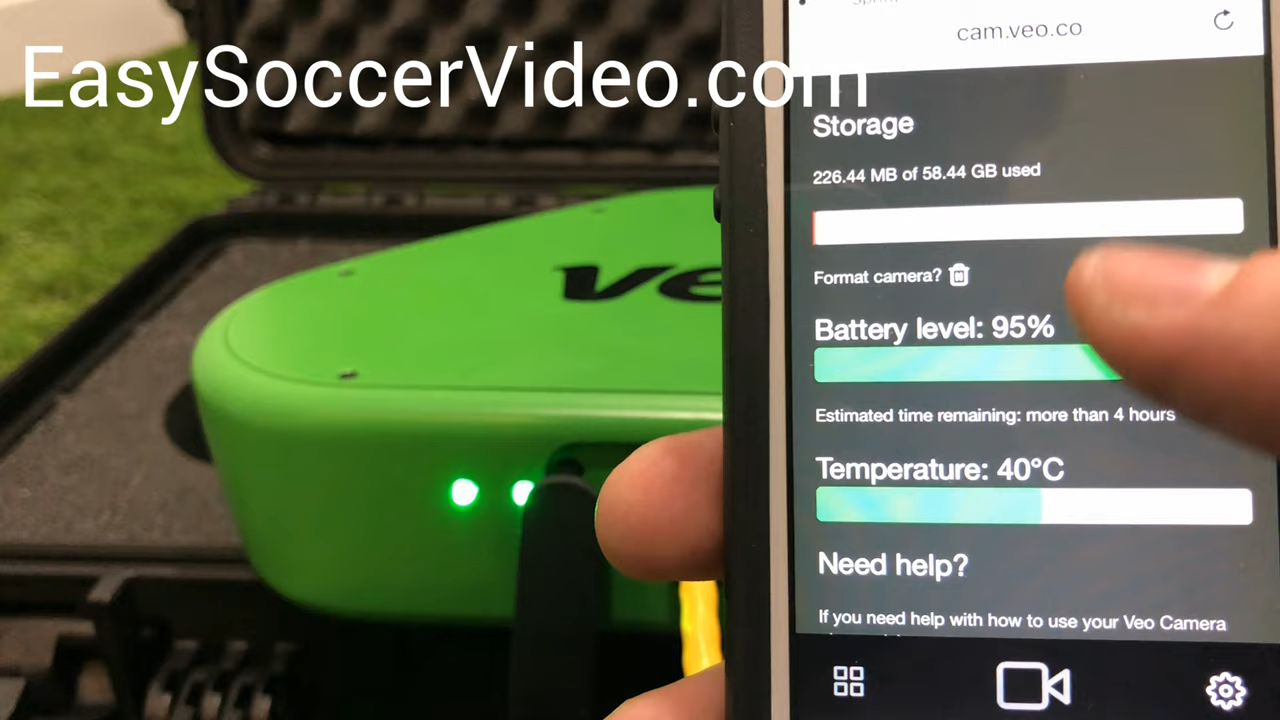 EasySoccerVideo.com
cam.veo.co
Storage
226.44 MB of 58.44 GB used
Format camera?
Battery level: 95%
Estimated time remaining: more than 4 hours
Temperature: 40°C
Need help?
If you need help with how to use your Veo Camera